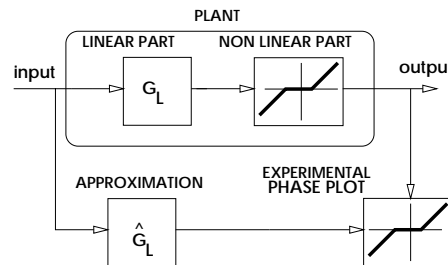 PLANT
LINEAR PART
NON LINEAR PART
input
output
G_L
APPROXIMATION
EXPERIMENTAL
PHASE PLOT
Ĝ_L